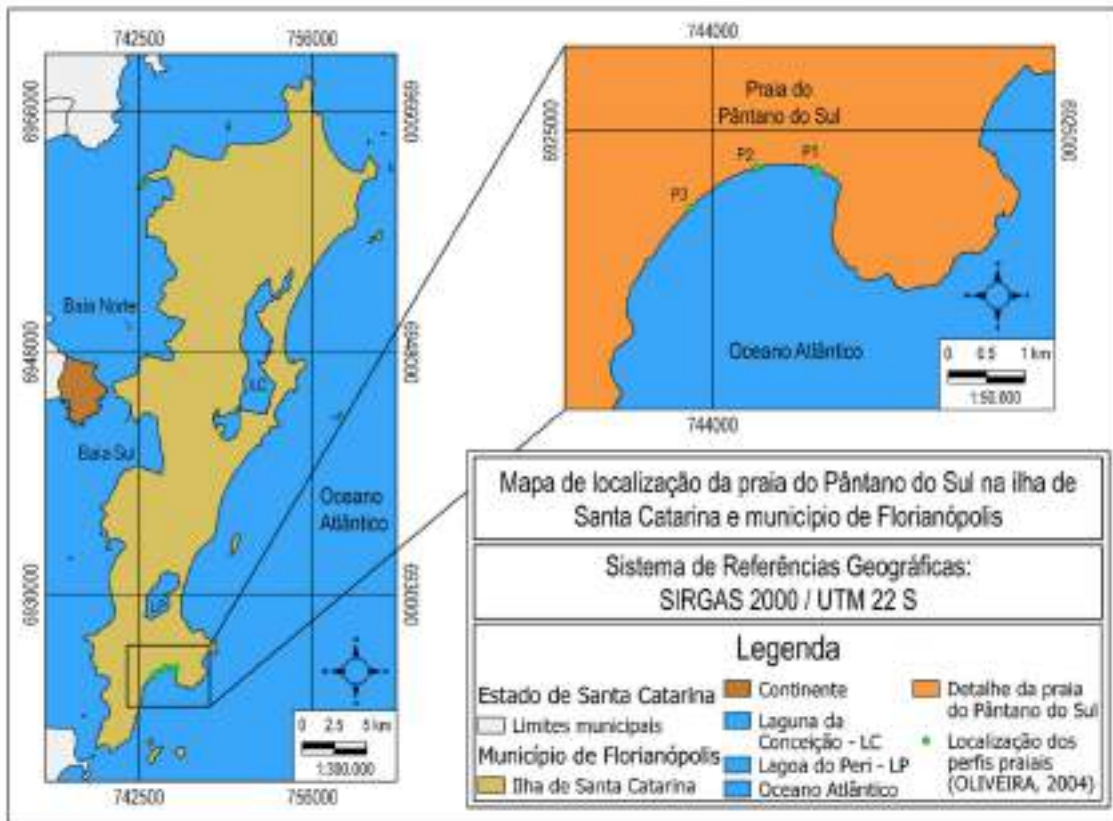 742500
756000
6966000
6966000
Baia Norte
6948000
6948000
LC
Baia Sul
Oceano
Atlântico
6930000
6930000
LP
0 2.5 5 km
1:380.000
742500
756000
744000
Praia do
Pântano do Sul
6925000
6925000
P2
P1
P3
Oceano Atlântico
0 0.5 1 km
1:50.000
744000
Mapa de localização da praia do Pântano do Sul na ilha de
Santa Catarina e município de Florianópolis
Sistema de Referências Geográficas:
SIRGAS 2000 / UTM 22 S
Legenda
Estado de Santa Catarina
Limites municipais
Município de Florianópolis
Ilha de Santa Catarina
Continente
Laguna da
Conceição - LC
Lagoa do Peri - LP
Oceano Atlântico
Detalhe da praia
do Pântano do Sul
Localização dos
perfis praiais
(OLIVEIRA, 2004)